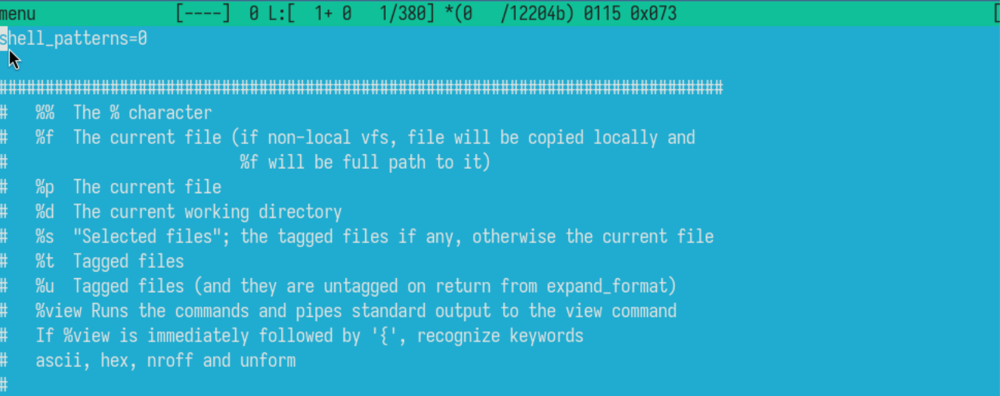 menu                   [----]  0 L:[  1+ 0   1/380] *(0   /12204b) 0115 0x073                                  [
shell_patterns=0
##############################################################################
#   %%  The % character
#   %f  The current file (if non-local vfs, file will be copied locally and
#                         %f will be full path to it)
#   %p  The current file
#   %d  The current working directory
#   %s  "Selected files"; the tagged files if any, otherwise the current file
#   %t  Tagged files
#   %u  Tagged files (and they are untagged on return from expand_format)
#   %view Runs the commands and pipes standard output to the view command
#   If %view is immediately followed by '{', recognize keywords
#   ascii, hex, nroff and unform
#